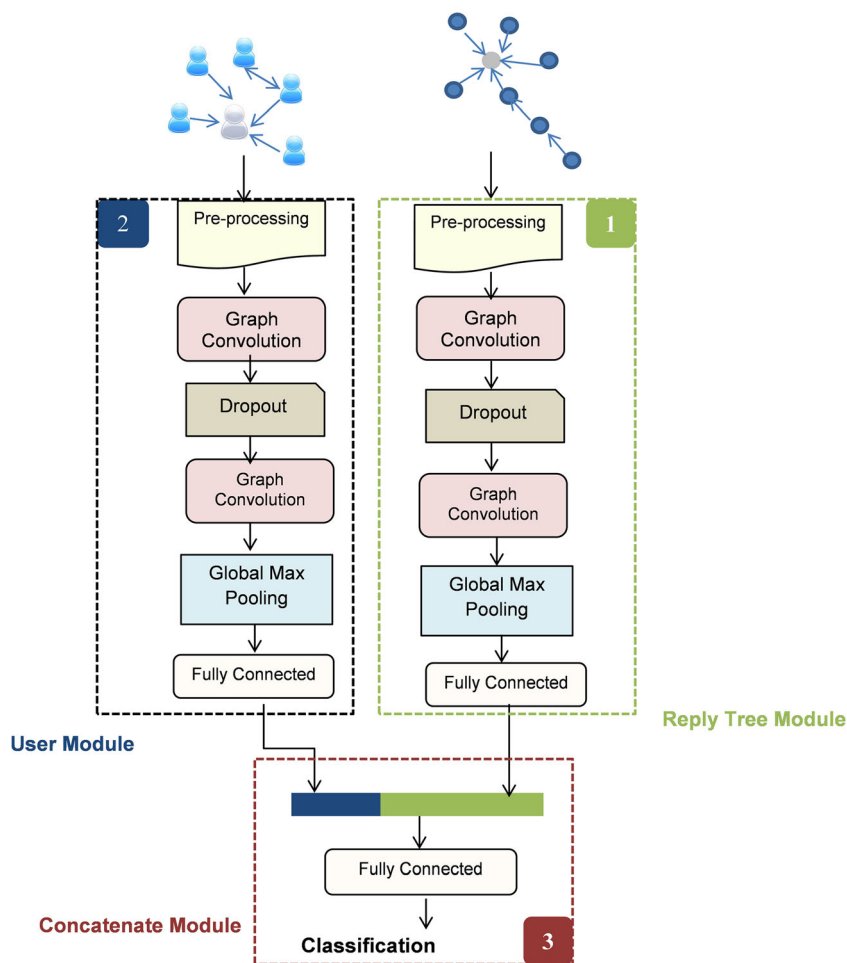 2
Pre-processing
Graph
Convolution
Dropout
Graph
Convolution
Global Max
Pooling
Fully Connected
User Module
1
Pre-processing
Graph
Convolution
Dropout
Graph
Convolution
Global Max
Pooling
Fully Connected
Reply Tree Module
Fully Connected
Concatenate Module
Classification
3